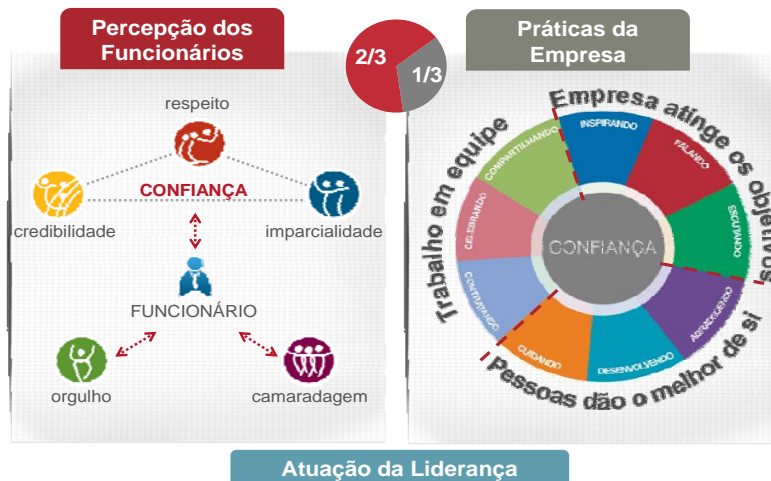 Percepção dos
Funcionários
2/3
1/3
Práticas da
Empresa
respeito
CONFIANÇA
credibilidade
imparcialidade
FUNCIONÁRIO
orgulho
camaradagem
Empresa atinge os objetivos
Trabalho em equipe
Pessoas dão o melhor de si
COMPARTILHANDO
INSPIRANDO
FALANDO
ESCUTANDO
AGRADECENDO
DESENVOLVENDO
CUIDANDO
CONTRATANDO
CELEBRANDO
CONFIANÇA
Atuação da Liderança